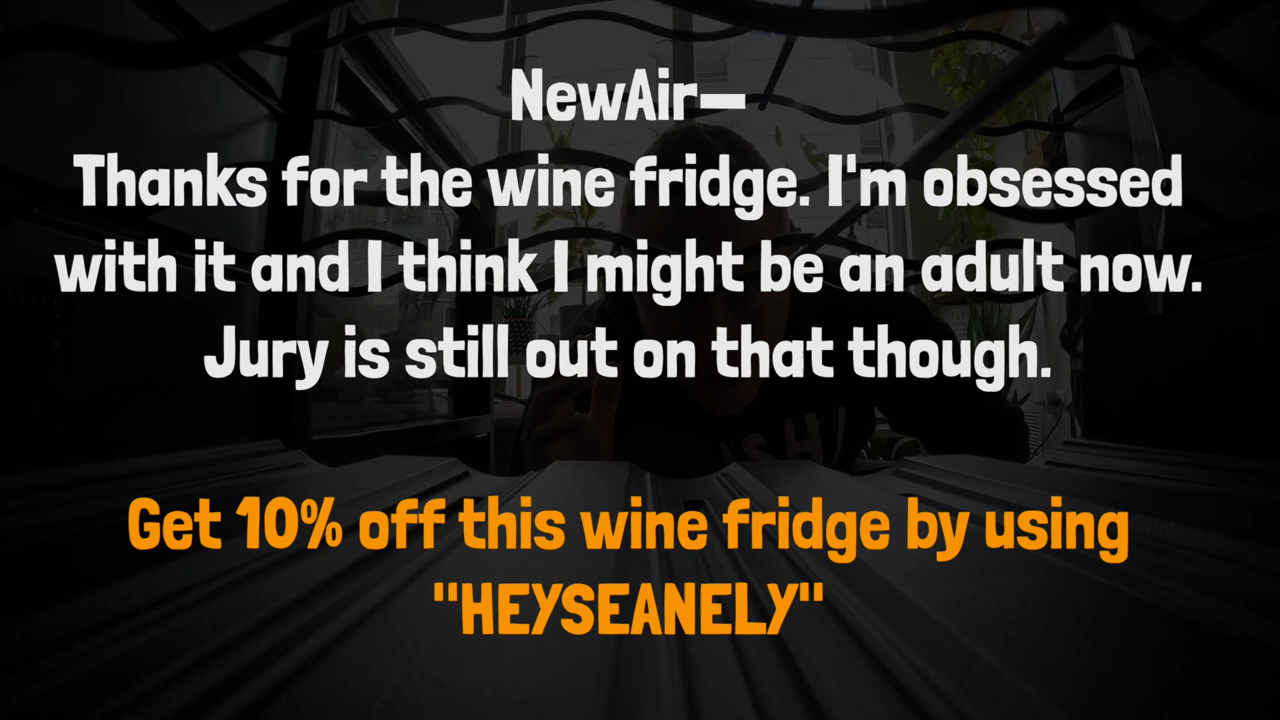 NewAir—
Thanks for the wine fridge. I'm obsessed
with it and I think I might be an adult now.
Jury is still out on that though.
Get 10% off this wine fridge by using
"HEYSEANELY"